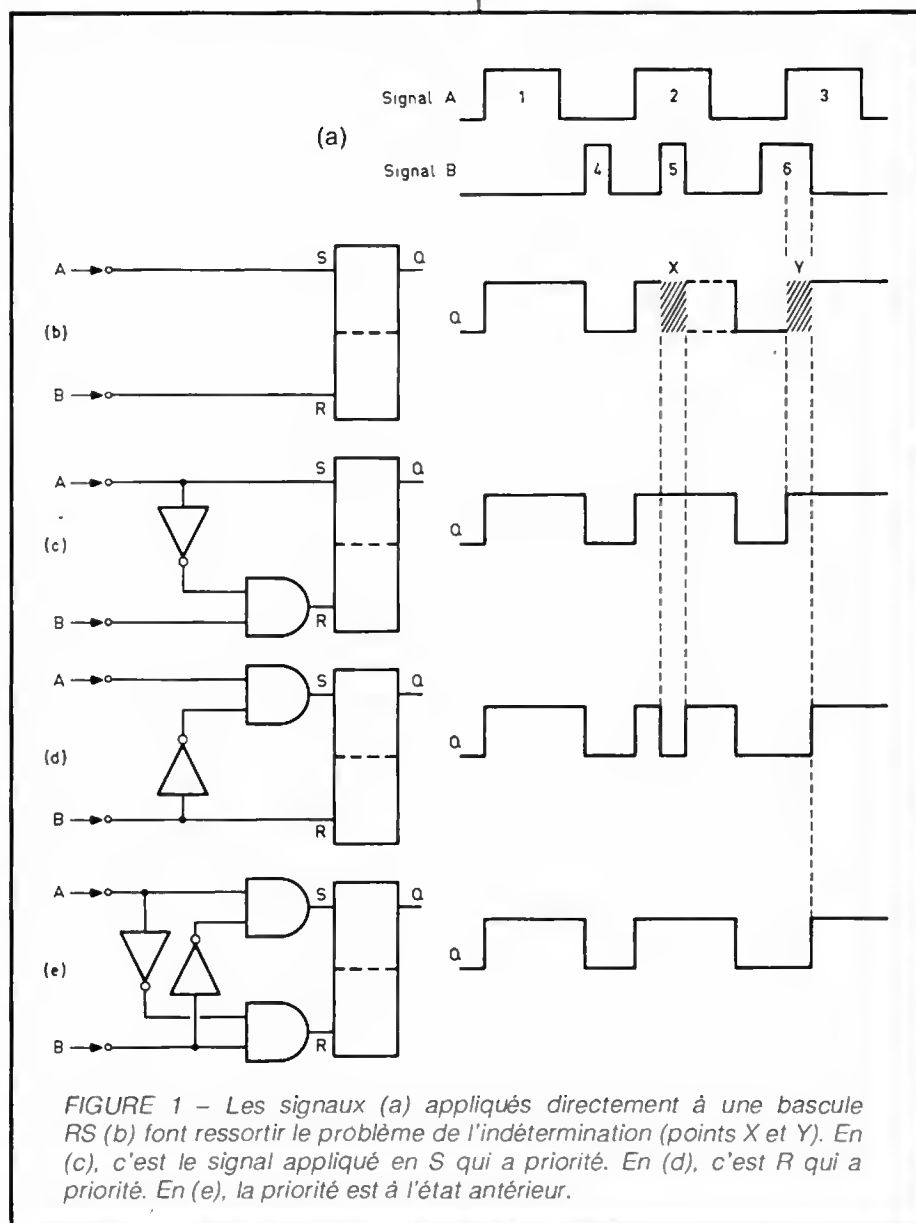 Signal A 1 2 3
(a)
Signal B 4 5 6
A S Q X Y
(b) Q
B R
A S Q
(c) Q
B R
A S Q
(d) Q
B R
A S Q
(e) Q
B R
FIGURE 1 – Les signaux (a) appliqués directement à une bascule
RS (b) font ressortir le problème de l'indétermination (points X et Y). En
(c), c'est le signal appliqué en S qui a priorité. En (d), c'est R qui a
priorité. En (e), la priorité est à l'état antérieur.